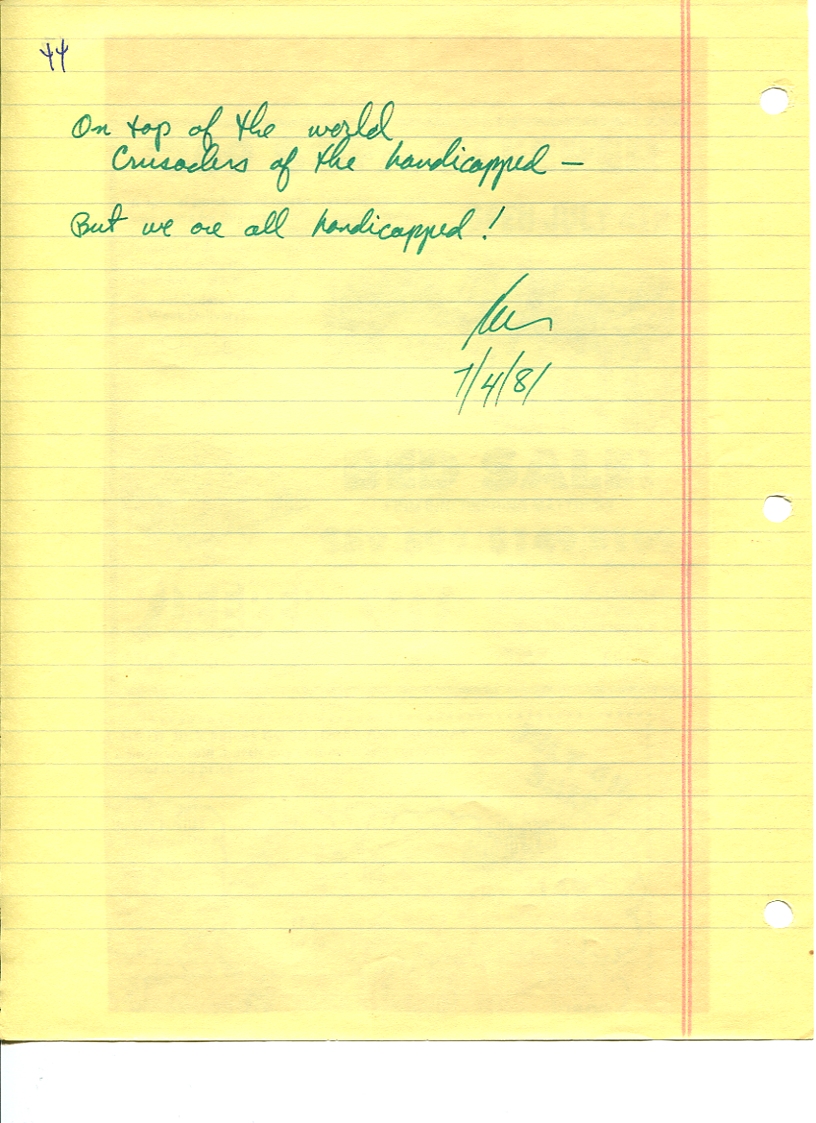 44
On top of the world
Crusaders of the handicapped —
But we are all handicapped!
7/4/81